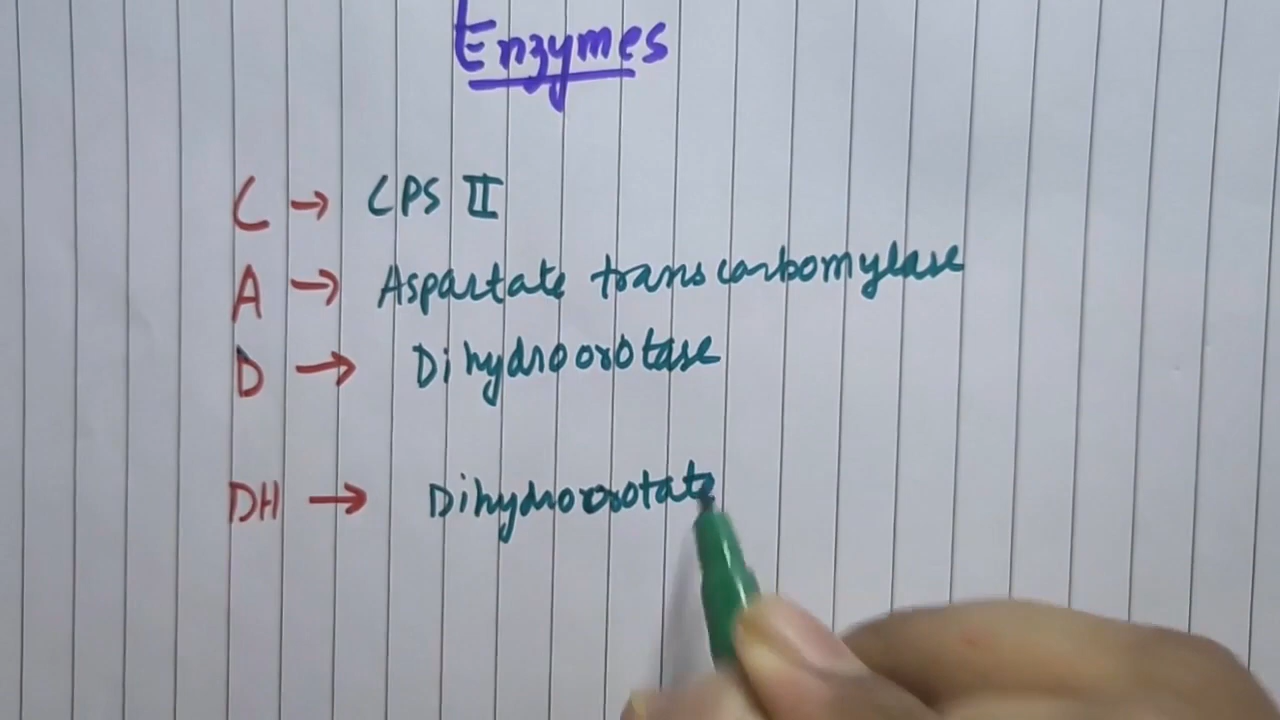 Enzymes
C → CPS II
A → Aspartate transcarbomylase
D → Dihydroorotase
DH → Dihydroorotate